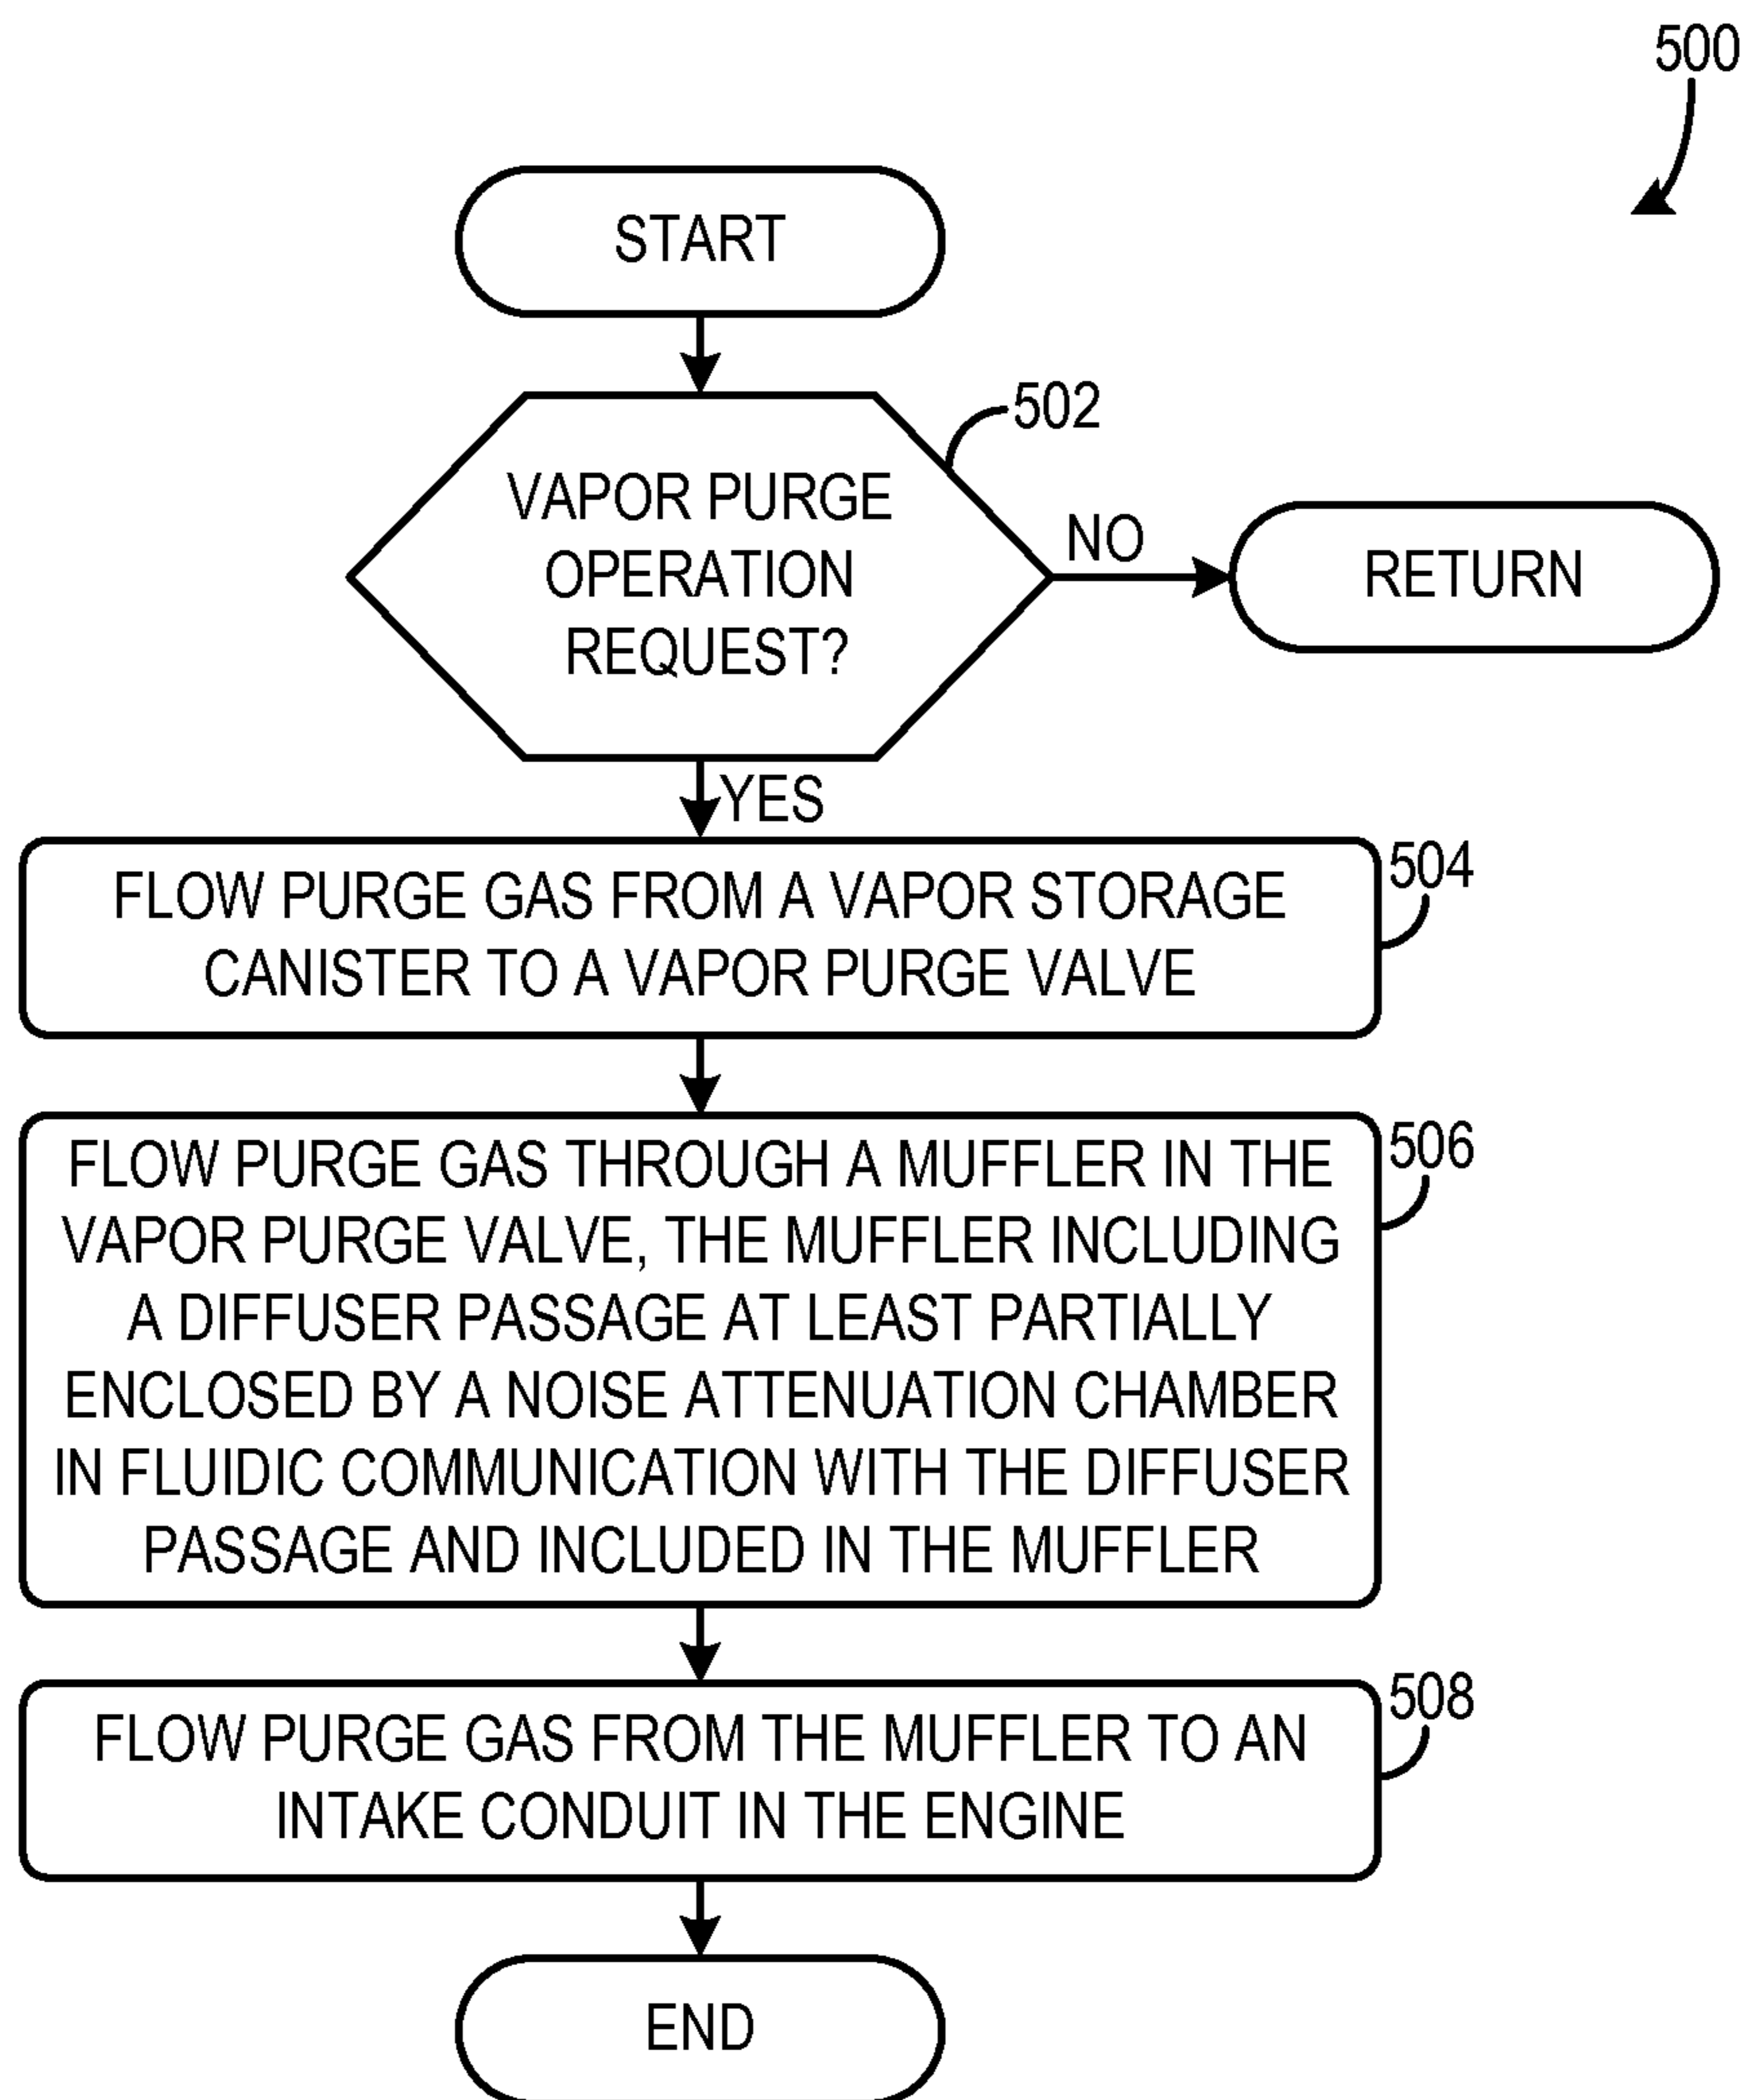 500
START
502
VAPOR PURGE
OPERATION
REQUEST?
NO
RETURN
YES
504
FLOW PURGE GAS FROM A VAPOR STORAGE
CANISTER TO A VAPOR PURGE VALVE
506
FLOW PURGE GAS THROUGH A MUFFLER IN THE
VAPOR PURGE VALVE, THE MUFFLER INCLUDING
A DIFFUSER PASSAGE AT LEAST PARTIALLY
ENCLOSED BY A NOISE ATTENUATION CHAMBER
IN FLUIDIC COMMUNICATION WITH THE DIFFUSER
PASSAGE AND INCLUDED IN THE MUFFLER
508
FLOW PURGE GAS FROM THE MUFFLER TO AN
INTAKE CONDUIT IN THE ENGINE
END